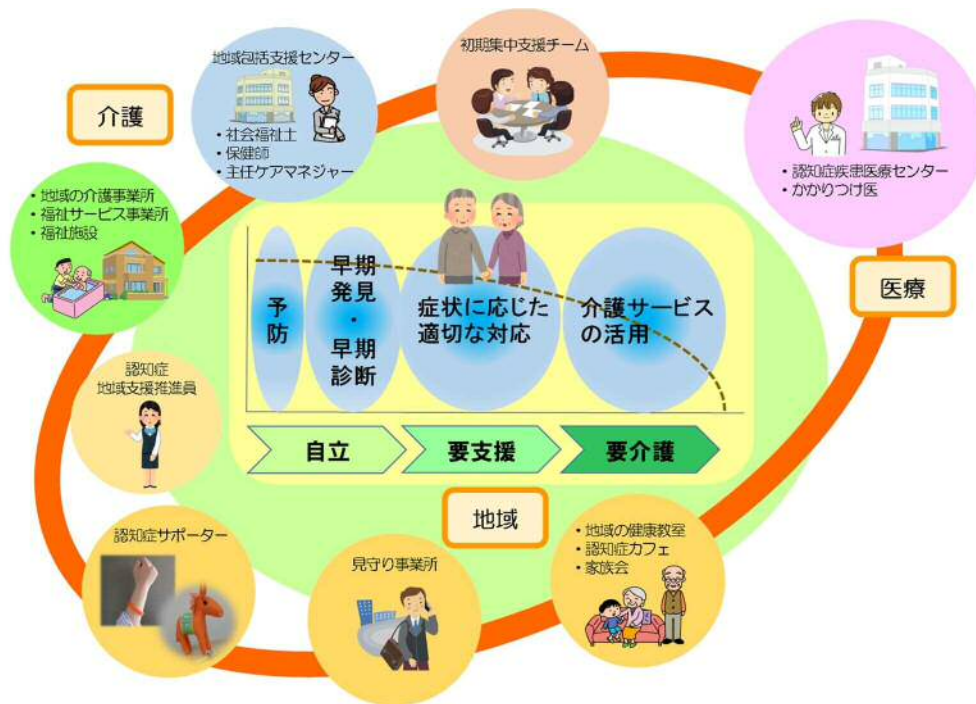 地域包括支援センター
・社会福祉士
・保健師
・主任ケアマネジャー
初期集中支援チーム
・認知症疾患医療センター
・かかりつけ医
介護
・地域の介護事業所
・福祉サービス事業所
・福祉施設
医療
予
防
早期
発見
・
早期
診断
症状に応じた
適切な対応
介護サービス
の活用
認知症
地域支援推進員
自立
要支援
要介護
地域
認知症サポーター
見守り事業所
・地域の健康教室
・認知症カフェ
・家族会